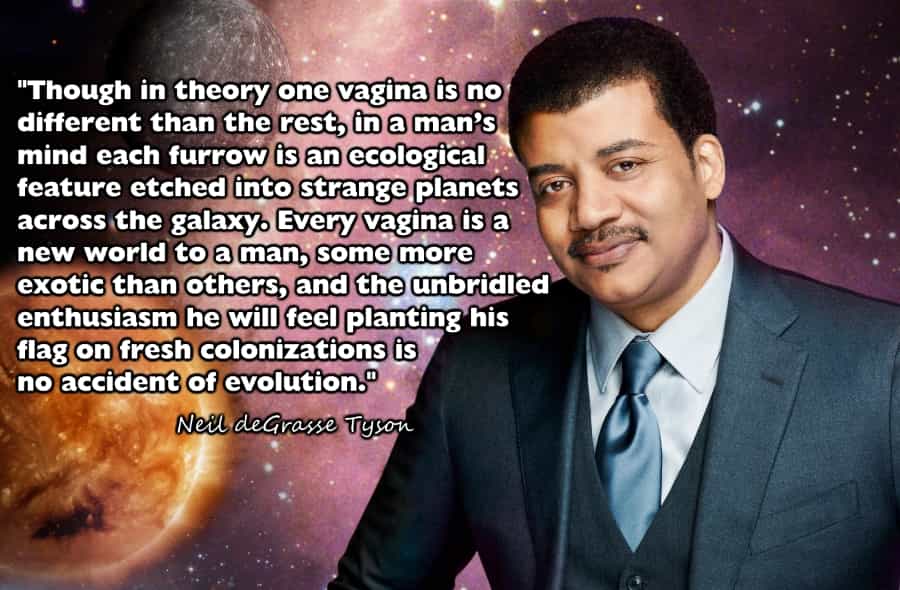 "Though in theory one vagina is no
different than the rest, in a man's
mind each furrow is an ecological
feature etched into strange planets
across the galaxy. Every vagina is a
new world to a man, some more
exotic than others, and the unbridled
enthusiasm he will feel planting his
flag on fresh colonizations is
no accident of evolution."
Neil deGrasse Tyson